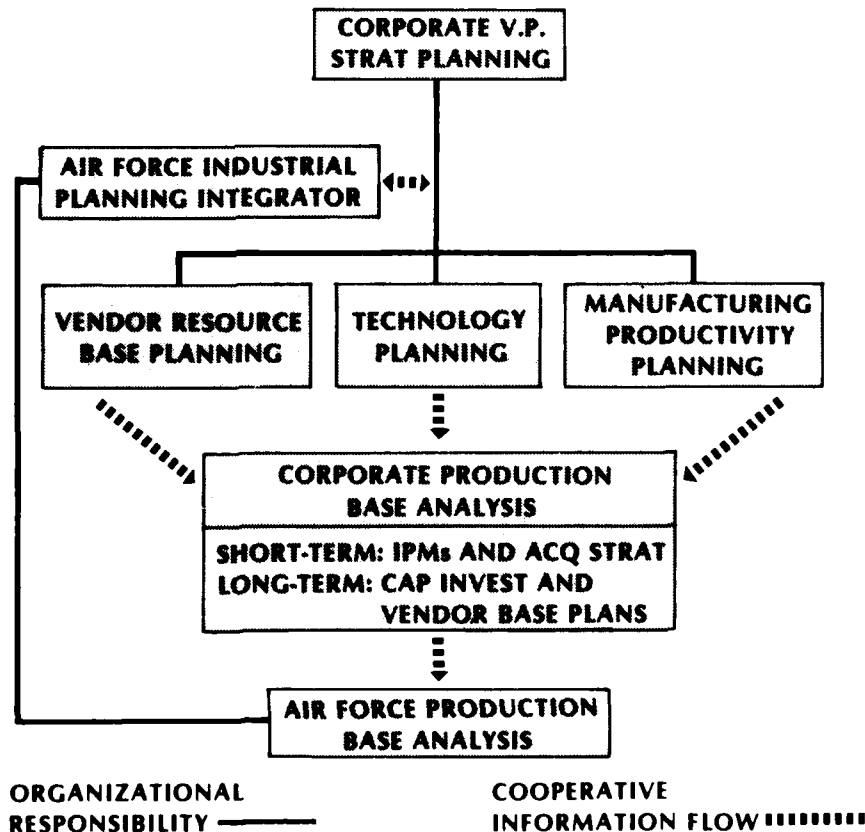 CORPORATE V.P.
STRAT PLANNING
AIR FORCE INDUSTRIAL
PLANNING INTEGRATOR
VENDOR RESOURCE
BASE PLANNING
TECHNOLOGY
PLANNING
MANUFACTURING
PRODUCTIVITY
PLANNING
CORPORATE PRODUCTION
BASE ANALYSIS
SHORT-TERM: IPMs AND ACQ STRAT
LONG-TERM: CAP INVEST AND
VENDOR BASE PLANS
AIR FORCE PRODUCTION
BASE ANALYSIS
ORGANIZATIONAL
RESPONSIBILITY
COOPERATIVE
INFORMATION FLOW